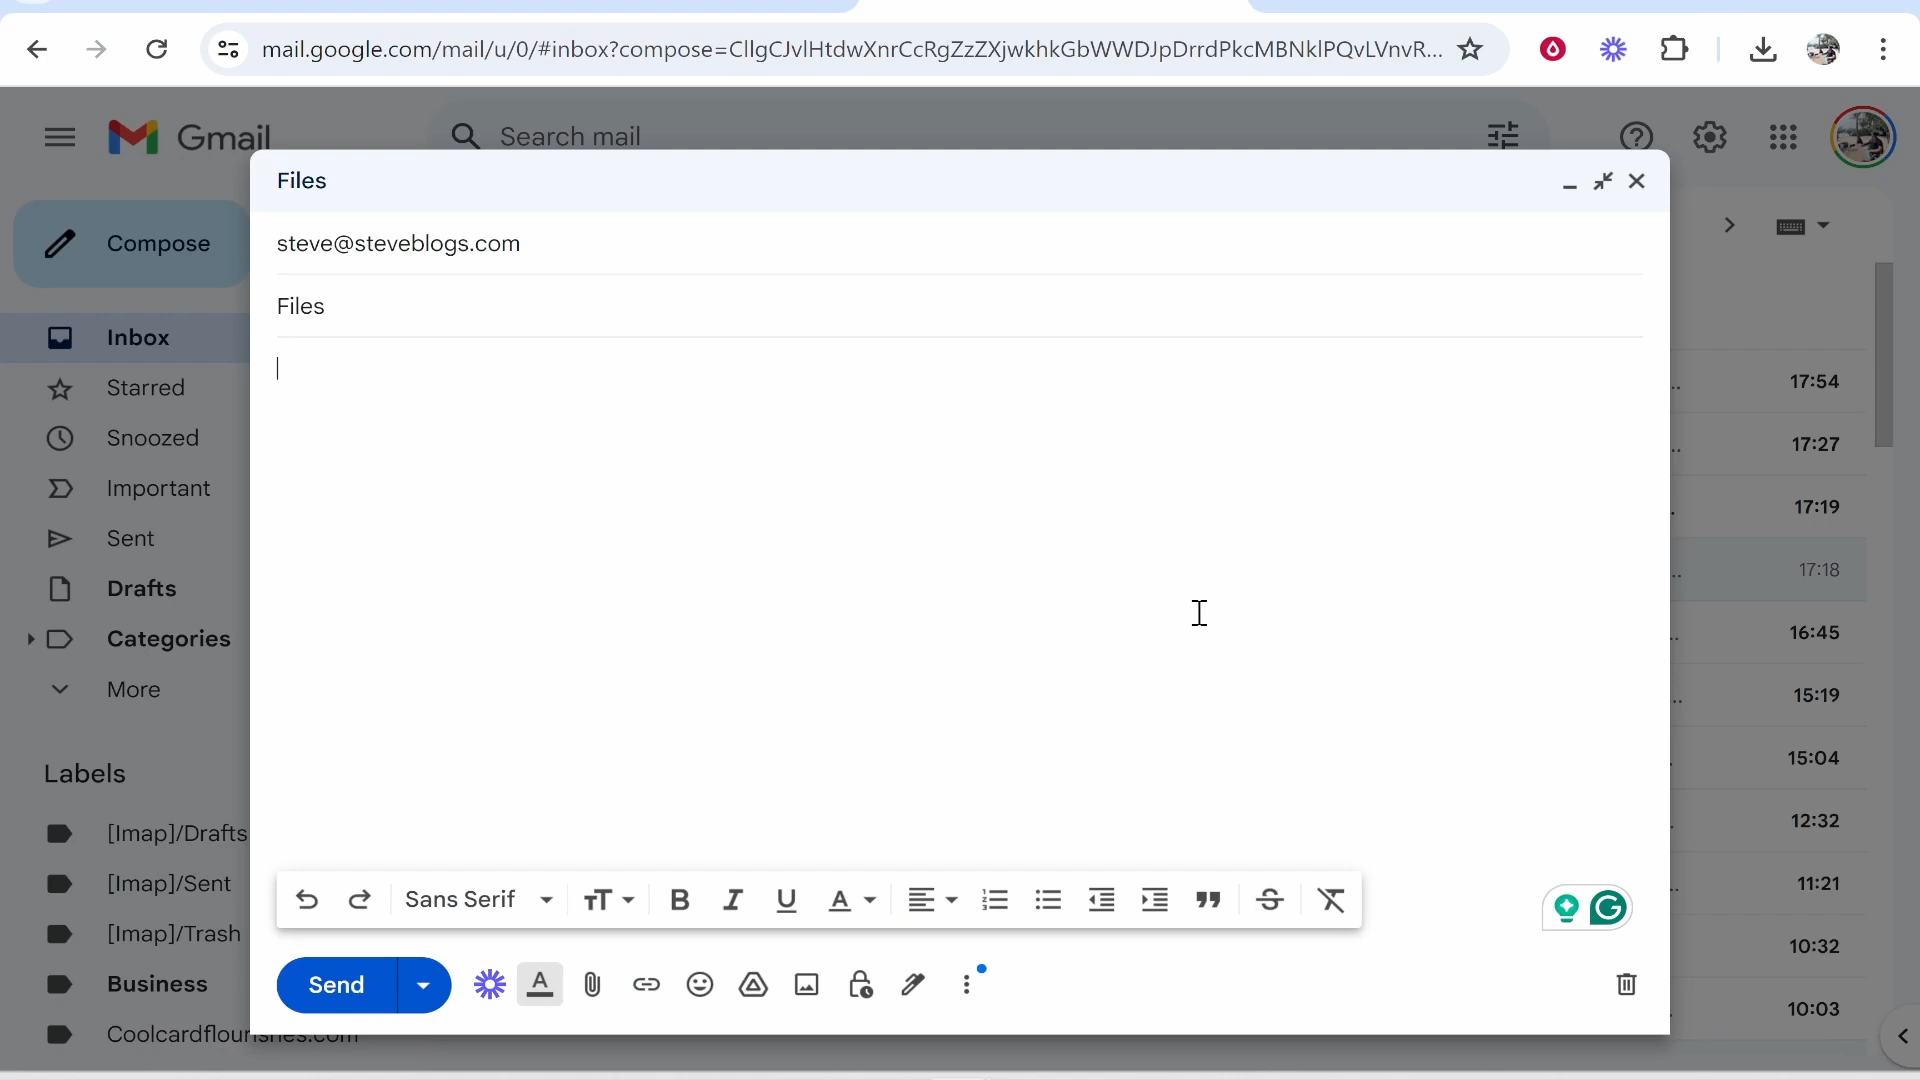 mail.google.com/mail/u/0/#inbox?compose=CllgCJvlHtdwXnrCcRgZzZXjwkhkGbWWDJpDrrdPkcMBNklPQvLVnvR...
Gmail
Search mail
Files
Compose
steve@steveblogs.com
Files
Inbox
Starred
17:54
Snoozed
17:27
Important
17:19
Sent
17:18
Drafts
Categories
16:45
More
15:19
Labels
15:04
[Imap]/Drafts
12:32
[Imap]/Sent
11:21
Sans Serif
[Imap]/Trash
10:32
Business
Send
10:03
Coolcardflourishes.com